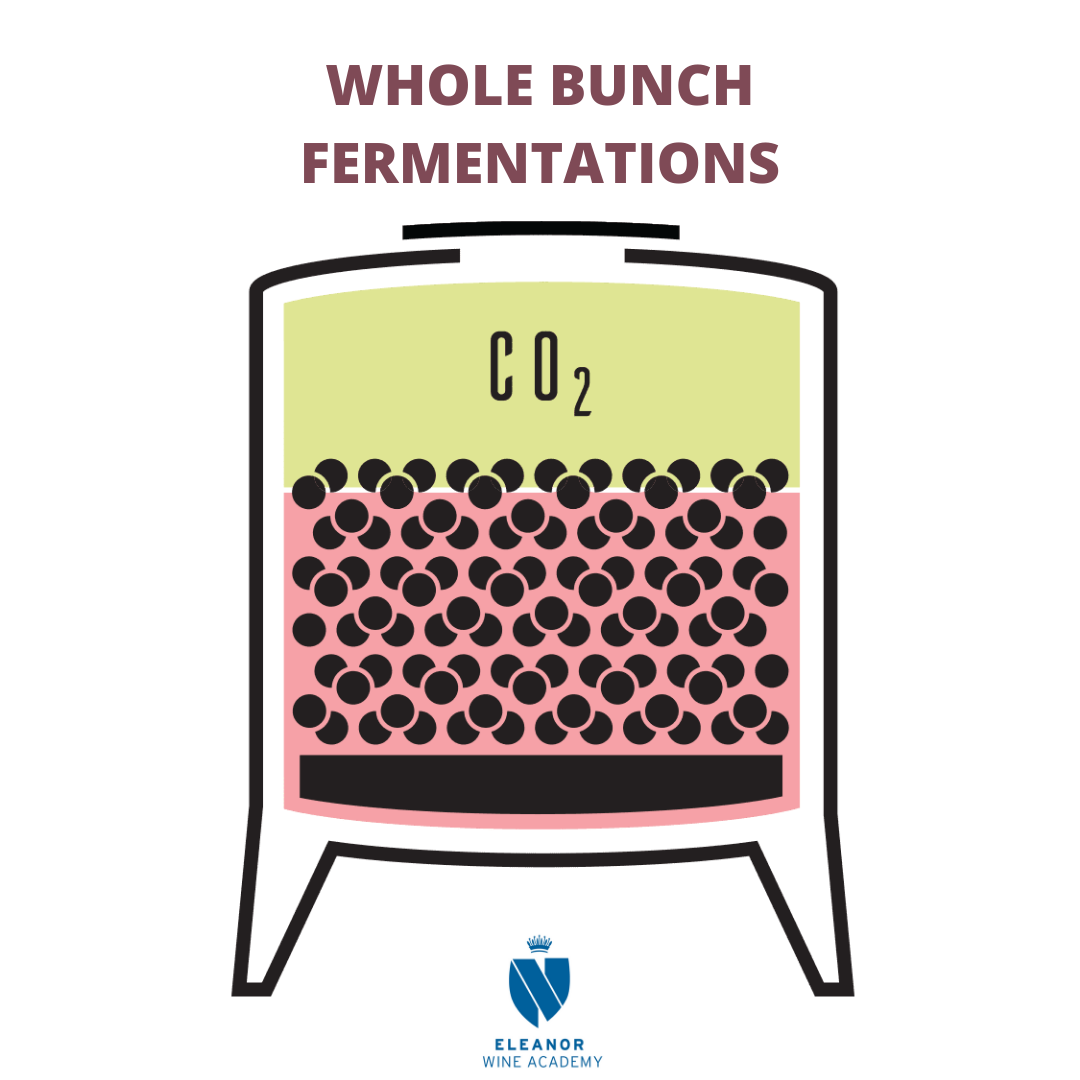 WHOLE BUNCH
FERMENTATIONS
CO₂
ELEANOR
WINE ACADEMY